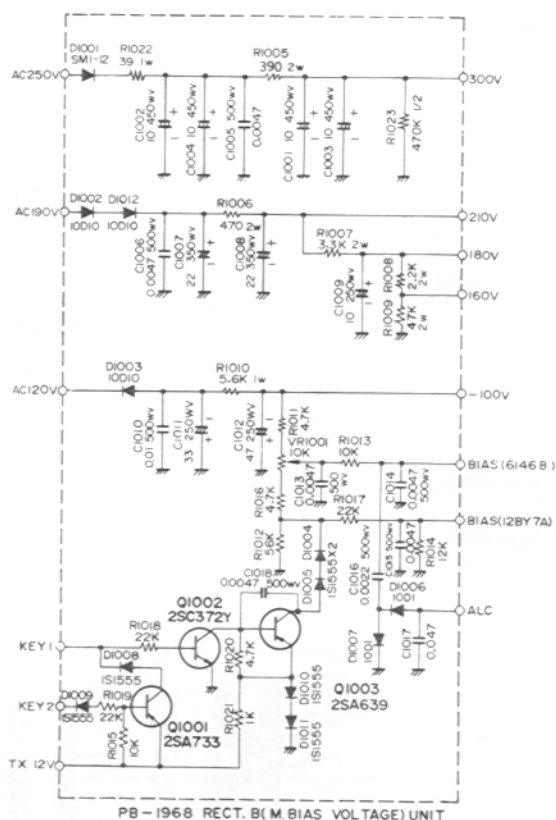 D1001
SM1-12
R1022
39 1w
R1005
390 2w
AC250V
300V
C1002
10 450WV
C1004 10 450WV
C1005 500WV
0.0047
C1001 10 450WV
C1003 10 450WV
R1023
470K 1/2
D1002 D1012
10D10 10D10
AC190V
R1006
470 2w
210V
C1006
0.0047 500WV
C1007
22 350WV
C1008
22 350WV
R1007
3.3K 2w
180V
C1009
10 250WV
R1008
2.2K
2w
160V
R1009
47K
2w
D1003
10D10
AC120V
R1010
5.6K 1w
-100V
C1010
0.01 500WV
C1011
33 250WV
C1012
47 250WV
R1011
4.7K
VR1001
10K
R1013
10K
BIAS(6146B)
C1013
0.0047
500
WV
C1014
0.0047
500WV
R1016
4.7K
R1017
22K
BIAS(12BY7A)
R1012
56K
D1004
D1005
1S1555X2
C1016
0.0022 500WV
C1015 500WV
0.0047
R1014
12K
C1018
0.0047 500WV
D1006
10D1
ALC
D1007
10D1
C1017
0.047
Q1002
2SC372Y
R1018
22K
KEY1
D1008
1S1555
R1020
4.7K
Q1003
2SA639
D1010
1S1555
D1011
1S1555
D1009
1S1555
R1019
22K
KEY2
Q1001
2SA733
R1021
1K
R1015
10K
TX 12V
PB-1968 RECT. B(M. BIAS VOLTAGE) UNIT